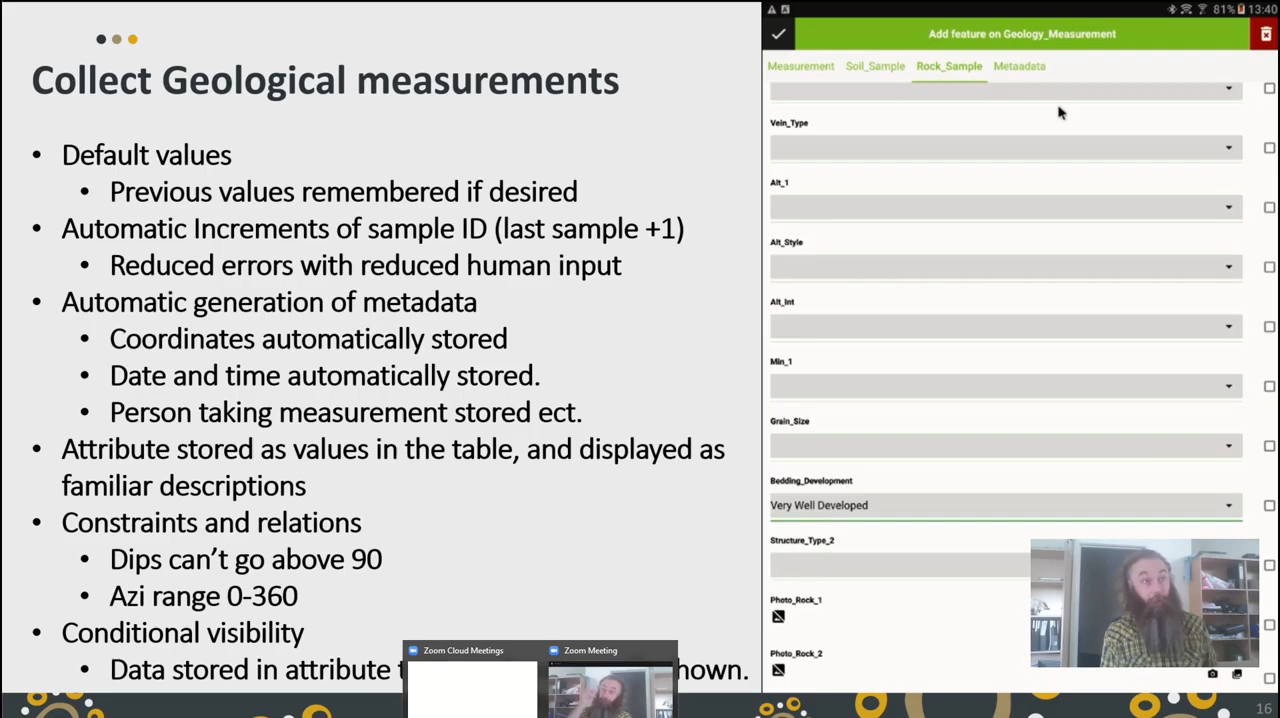 Collect Geological measurements
• Default values
• Previous values remembered if desired
• Automatic Increments of sample ID (last sample +1)
• Reduced errors with reduced human input
• Automatic generation of metadata
• Coordinates automatically stored
• Date and time automatically stored.
• Person taking measurement stored ect.
• Attribute stored as values in the table, and displayed as
familiar descriptions
• Constraints and relations
• Dips can't go above 90
• Azi range 0-360
• Conditional visibility
• Data stored in attribute
hown.
Zoom Cloud Meetings
Zoom Meeting
81% 13:40
Add feature on Geology_Measurement
Measurement Soil_Sample Rock_Sample Metaadata
Vein_Type
Alt_1
Alt_Style
Alt_Int
Min_1
Grain_Size
Bedding_Development
Very Well Developed
Structure_Type_2
Photo_Rock_1
Photo_Rock_2
16